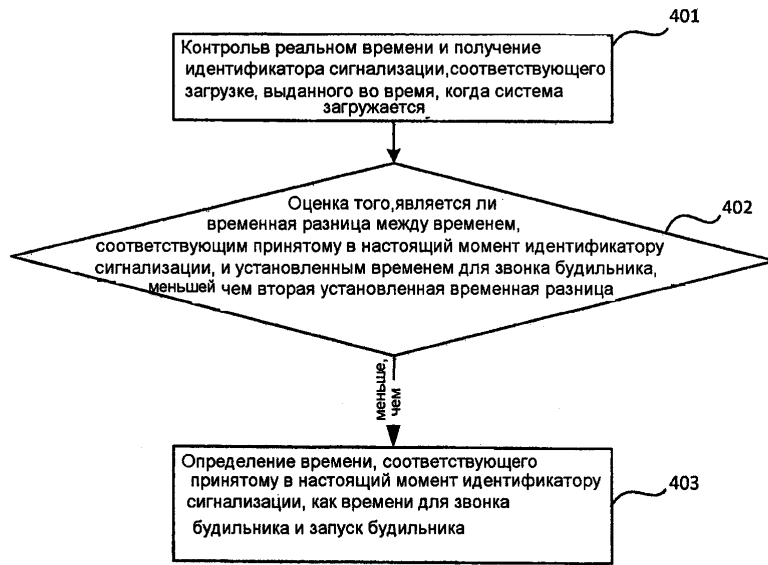 401
Контрольв реальном времени и получение
идентификатора сигнализации,соответствующего
загрузке, выданного во время, когда система
загружается
Оценка того,является ли
временная разница между временем,
402
соответствующим принятому в настоящий момент идентификатору
сигнализации, и установленным временем для звонка будильника,
меньшей чем вторая установленная временная разница
меньше,
чем
Определение времени, соответствующего
принятому в настоящий момент идентификатору
сигнализации, как времени для звонка
будильника и запуск будильника
403